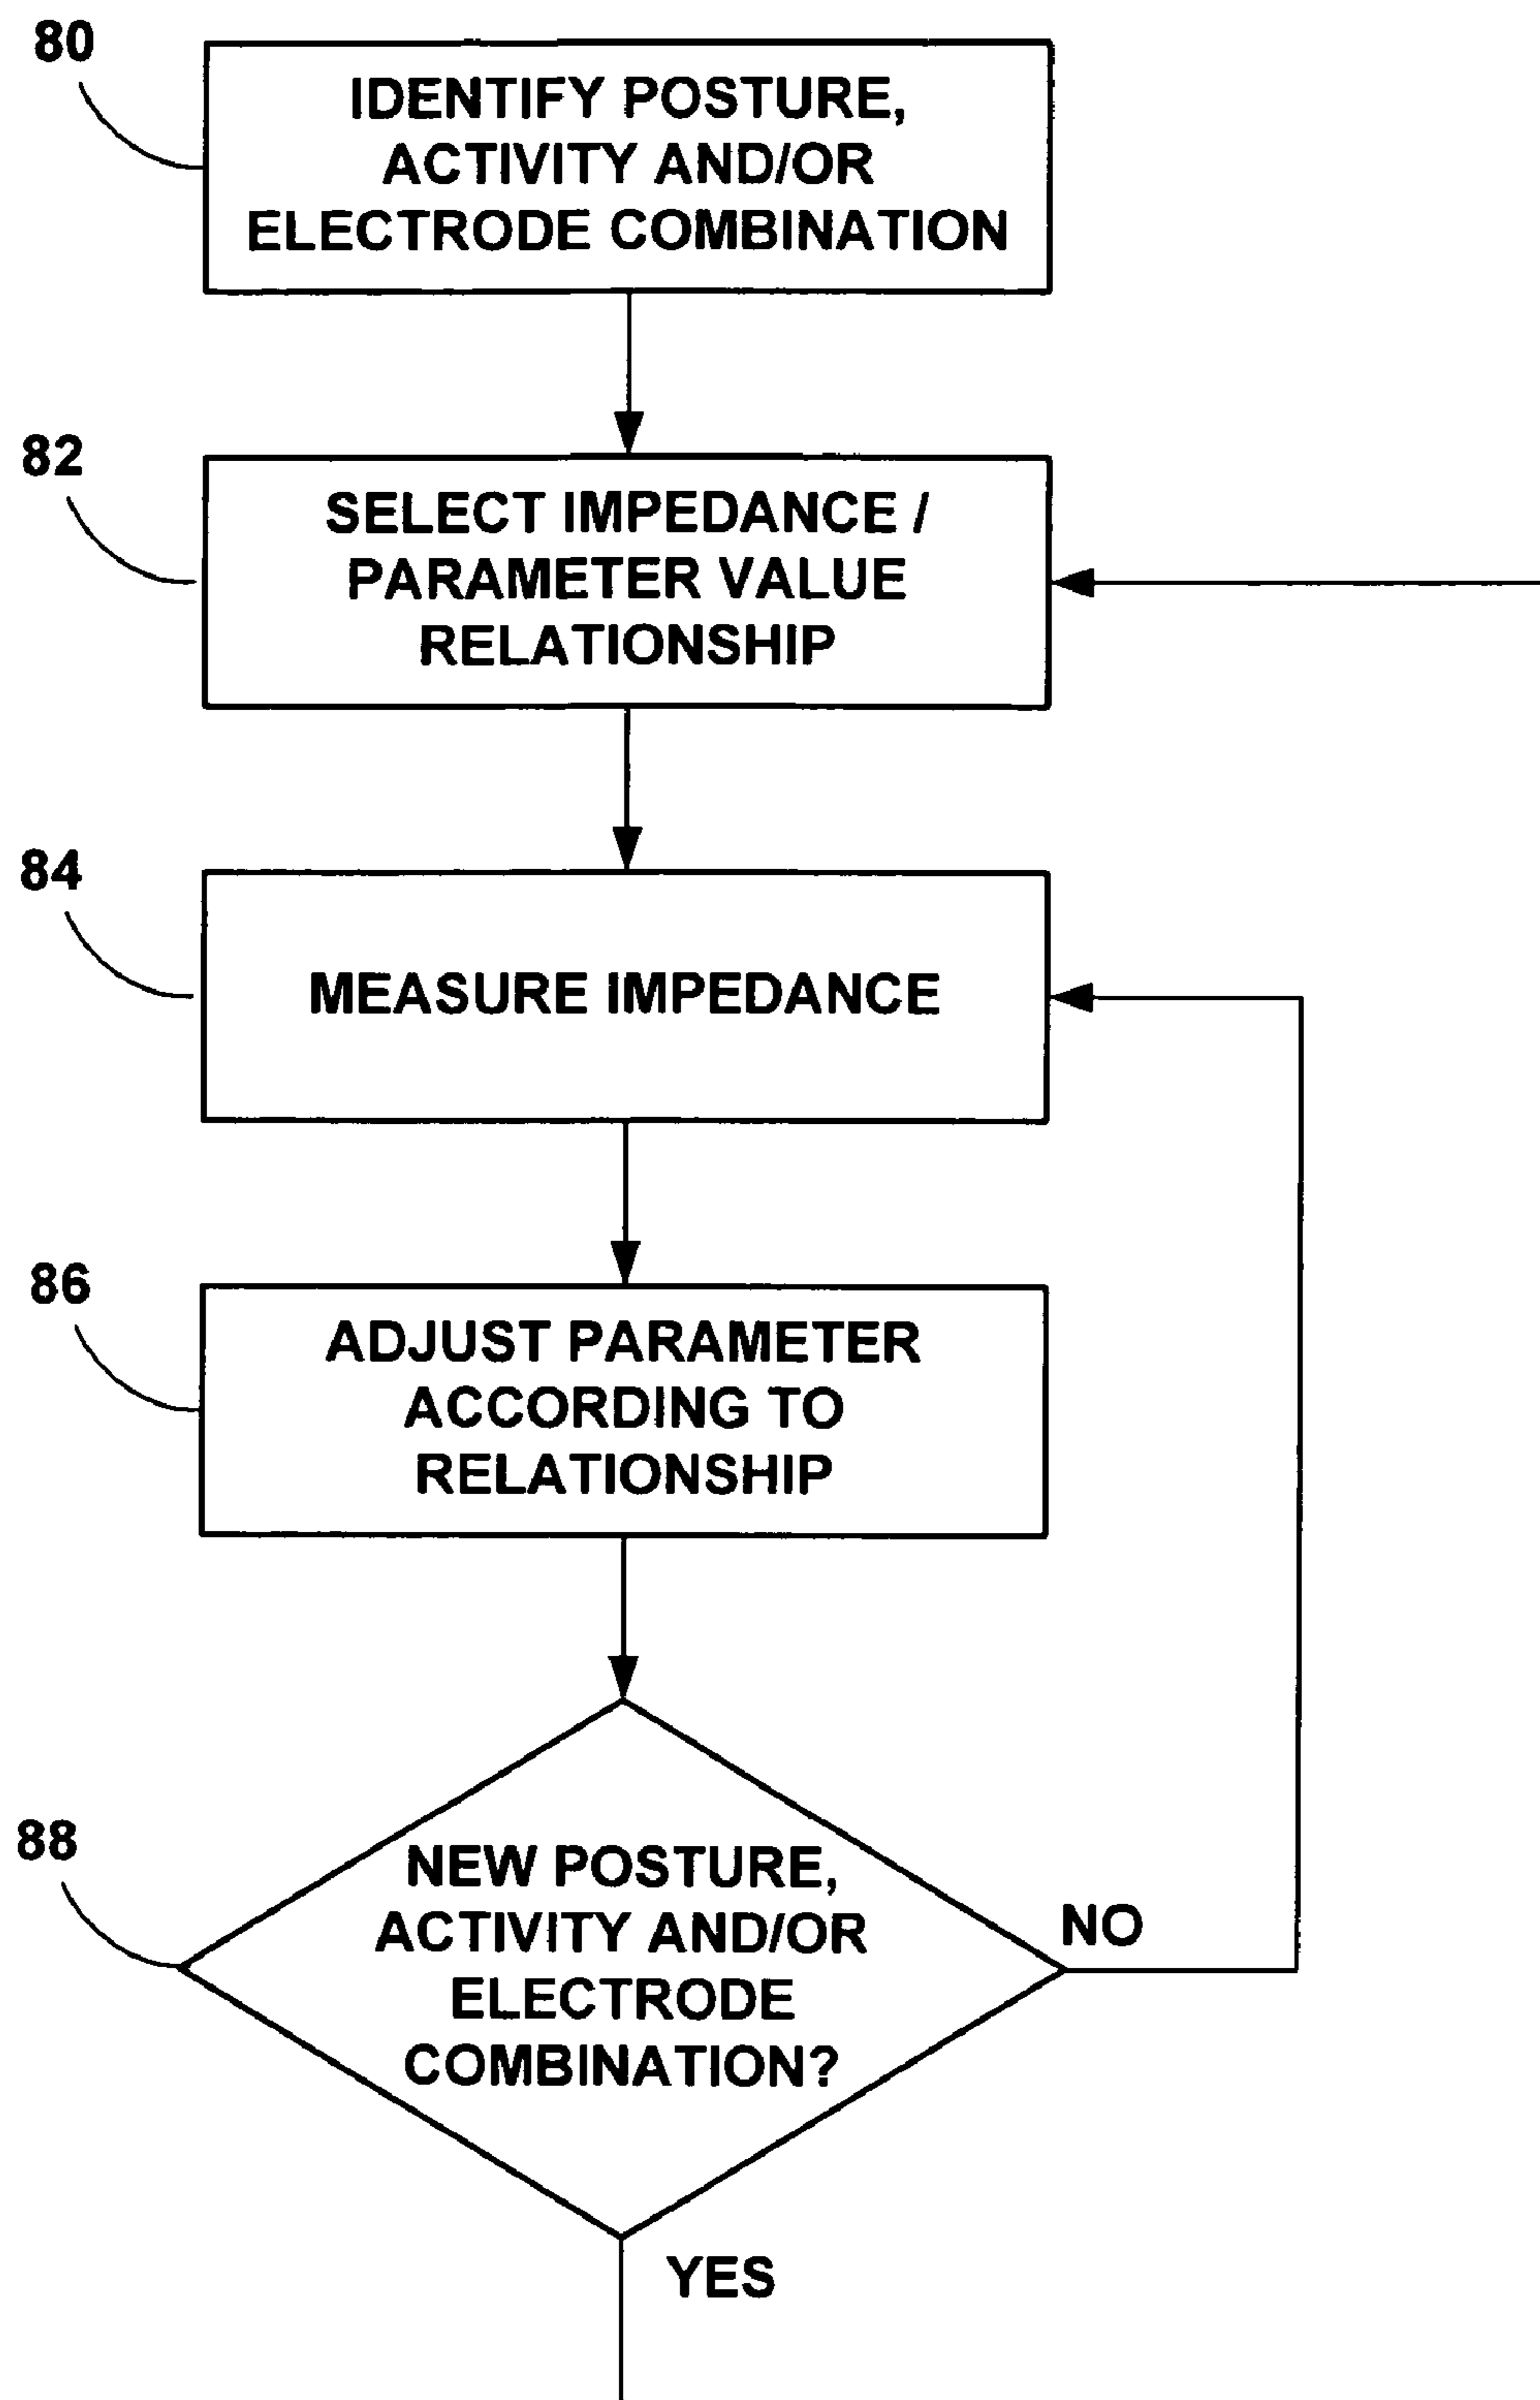 80
IDENTIFY POSTURE,
ACTIVITY AND/OR
ELECTRODE COMBINATION
82
SELECT IMPEDANCE /
PARAMETER VALUE
RELATIONSHIP
84
MEASURE IMPEDANCE
86
ADJUST PARAMETER
ACCORDING TO
RELATIONSHIP
88
NEW POSTURE,
ACTIVITY AND/OR
ELECTRODE
COMBINATION?
NO
YES